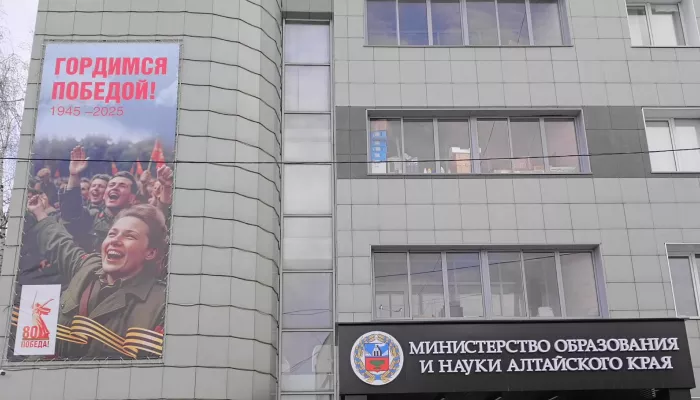 ГОРДИМСЯ
ПОБЕДОЙ!
1945 –2025
80
ПОБЕДА!
МИНИСТЕРСТВО ОБРАЗОВАНИЯ
И НАУКИ АЛТАЙСКОГО КРАЯ